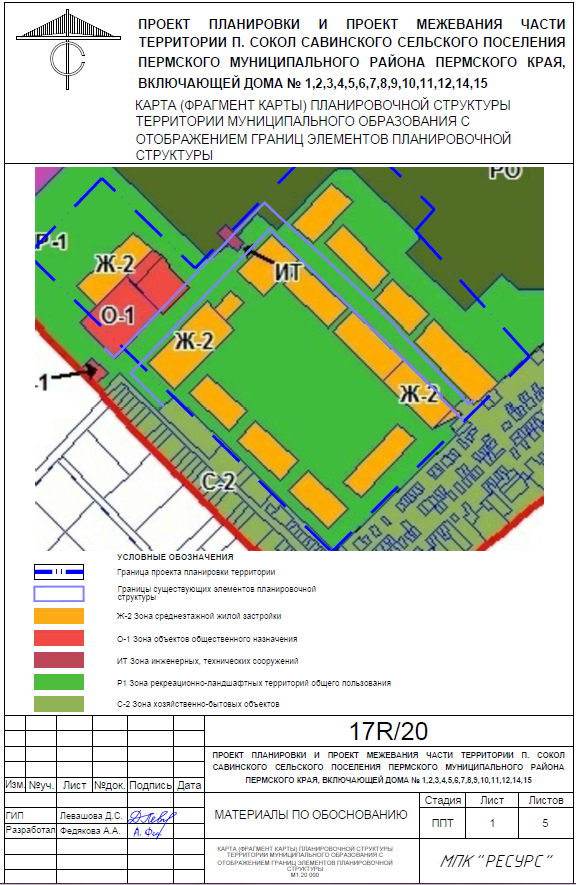 ПРОЕКТ ПЛАНИРОВКИ И ПРОЕКТ МЕЖЕВАНИЯ ЧАСТИ
ТЕРРИТОРИИ П. СОКОЛ САВИНСКОГО СЕЛЬСКОГО ПОСЕЛЕНИЯ
ПЕРМСКОГО МУНИЦИПАЛЬНОГО РАЙОНА ПЕРМСКОГО КРАЯ,
ВКЛЮЧАЮЩЕЙ ДОМА № 1,2,3,4,5,6,7,8,9,10,11,12,14,15
КАРТА (ФРАГМЕНТ КАРТЫ) ПЛАНИРОВОЧНОЙ СТРУКТУРЫ
ТЕРРИТОРИИ МУНИЦИПАЛЬНОГО ОБРАЗОВАНИЯ С
ОТОБРАЖЕНИЕМ ГРАНИЦ ЭЛЕМЕНТОВ ПЛАНИРОВОЧНОЙ
СТРУКТУРЫ
РО
Р-1
Ж-2
ИТ
О-1
Ж-2
-1
Ж-2
С-2
УСЛОВНЫЕ ОБОЗНАЧЕНИЯ
Граница проекта планировки территории
Границы существующих элементов планировочной
структуры
Ж-2 Зона среднеэтажной жилой застройки
О-1 Зона объектов общественного назначения
ИТ Зона инженерных, технических сооружений
Р1 Зона рекреационно-ландшафтных территорий общего пользования
С-2 Зона хозяйственно-бытовых объектов
17R/20
ПРОЕКТ ПЛАНИРОВКИ И ПРОЕКТ МЕЖЕВАНИЯ ЧАСТИ ТЕРРИТОРИИ П. СОКОЛ
САВИНСКОГО СЕЛЬСКОГО ПОСЕЛЕНИЯ ПЕРМСКОГО МУНИЦИПАЛЬНОГО РАЙОНА
ПЕРМСКОГО КРАЯ, ВКЛЮЧАЮЩЕЙ ДОМА № 1,2,3,4,5,6,7,8,9,10,11,12,14,15
Изм. №уч. Лист №док. Подпись Дата
МАТЕРИАЛЫ ПО ОБОСНОВАНИЮ
Стадия Лист Листов
ППТ 1 5
ГИП Левашова Д.С.
Разработал Федякова А.А. А. Фех
КАРТА (ФРАГМЕНТ КАРТЫ) ПЛАНИРОВОЧНОЙ СТРУКТУРЫ
ТЕРРИТОРИИ МУНИЦИПАЛЬНОГО ОБРАЗОВАНИЯ С
ОТОБРАЖЕНИЕМ ГРАНИЦ ЭЛЕМЕНТОВ ПЛАНИРОВОЧНОЙ
СТРУКТУРЫ
М1:20 000
МПК "РЕСУРС"